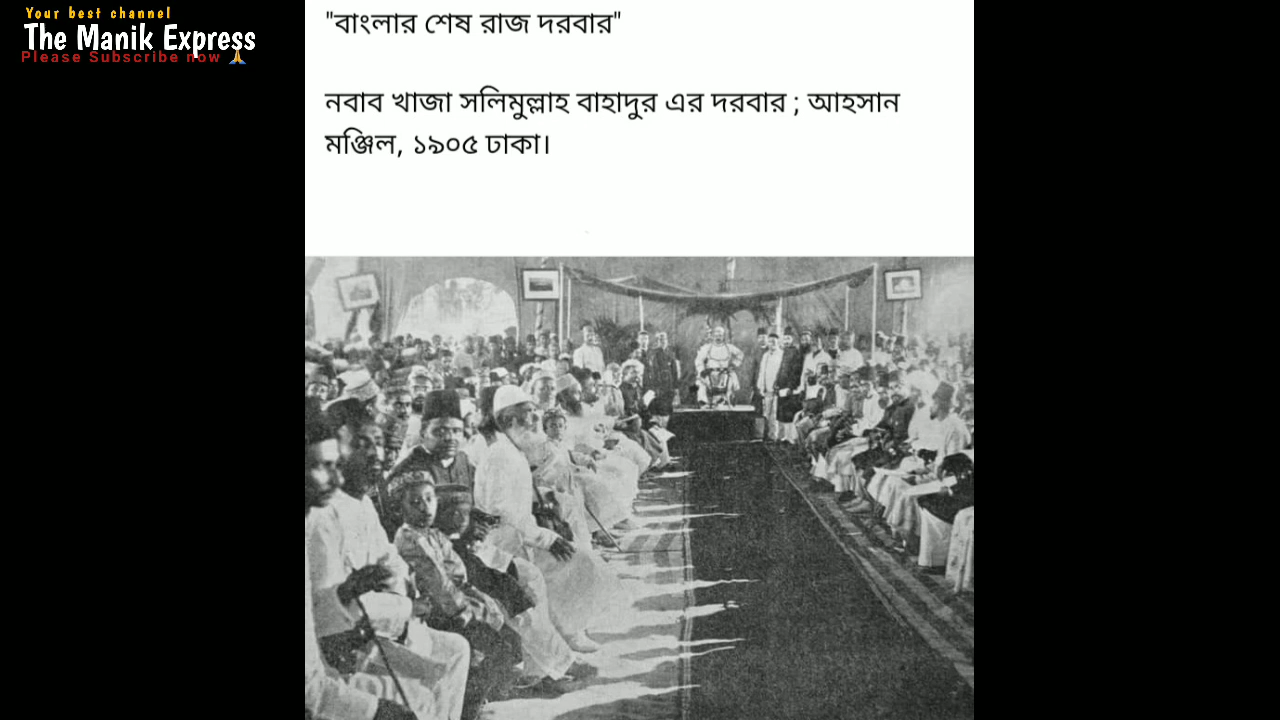 Your best channel
The Manik Express
Please Subscribe now 🙏
"বাংলার শেষ রাজ দরবার"
নবাব খাজা সলিমুল্লাহ বাহাদুর এর দরবার ; আহসান
মঞ্জিল, ১৯০৫ ঢাকা।